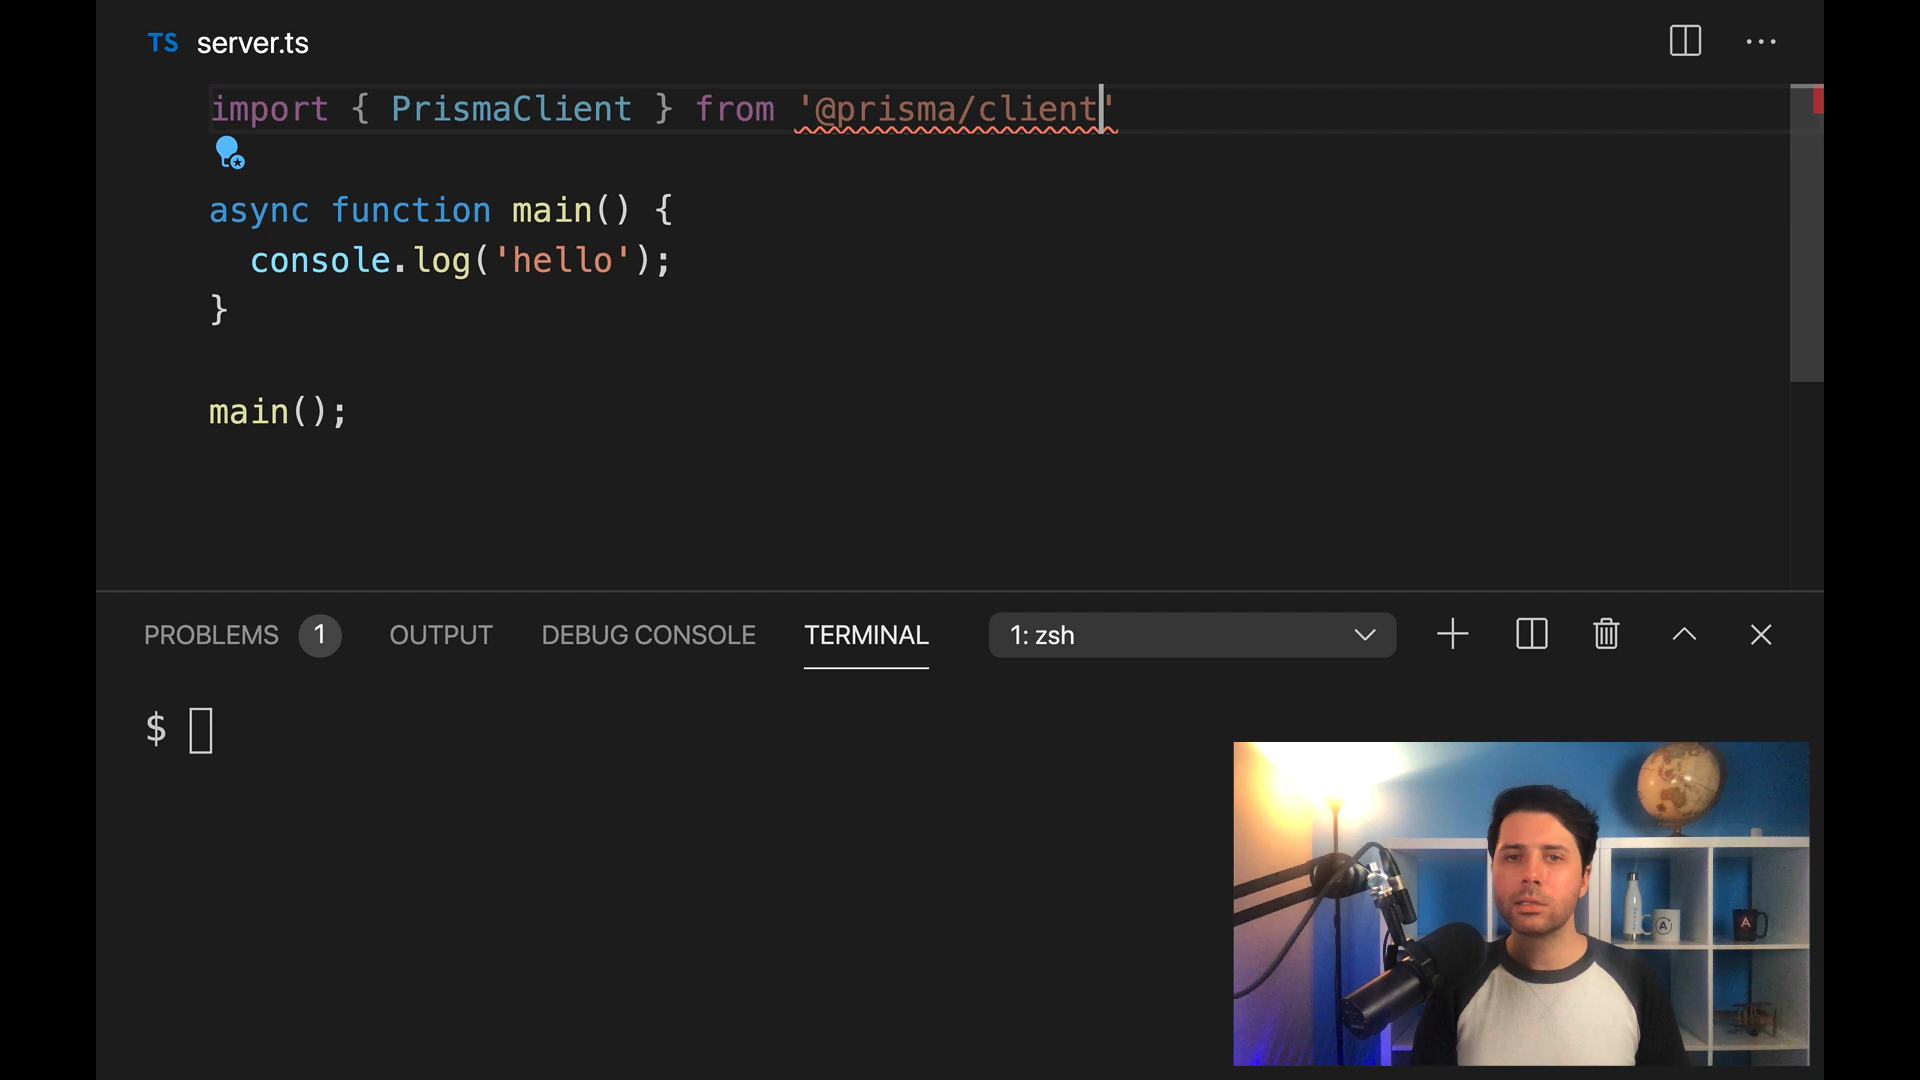 TS server.ts
import { PrismaClient } from '@prisma/client'
async function main() {
console.log('hello');
}
main();
PROBLEMS 1 OUTPUT DEBUG CONSOLE TERMINAL 1: zsh
$
A
A